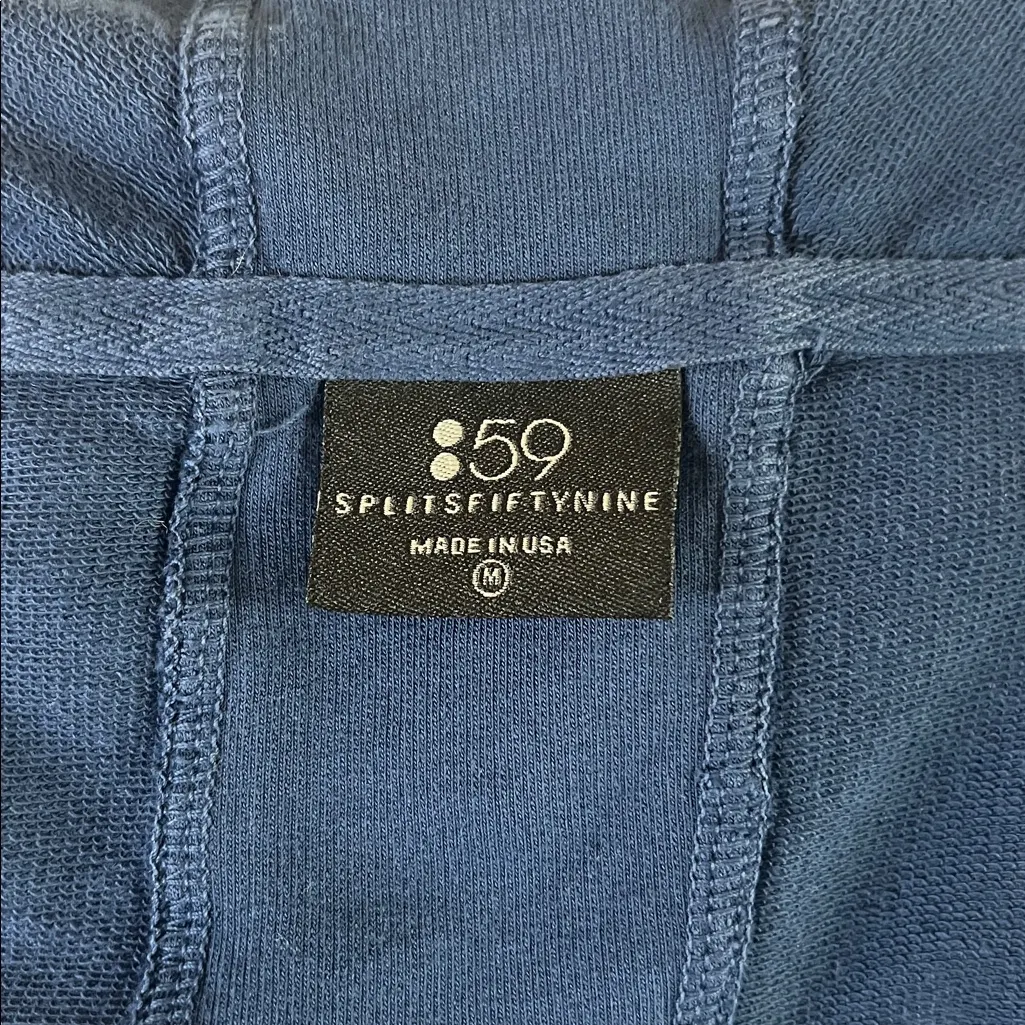 :59
SPLITSFIFTYNINE
MADE IN USA
M